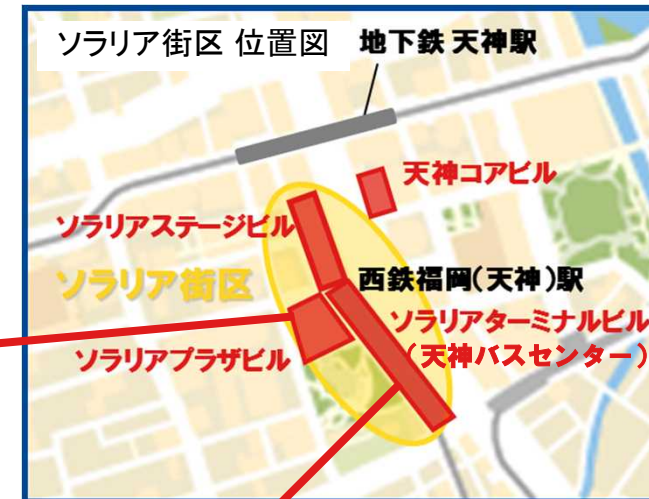 ソラリア街区 位置図
地下鉄 天神駅
天神コアビル
ソラリアステージビル
ソラリア街区
西鉄福岡(天神)駅
ソラリアターミナルビル
(天神バスセンター)
ソラリアプラザビル